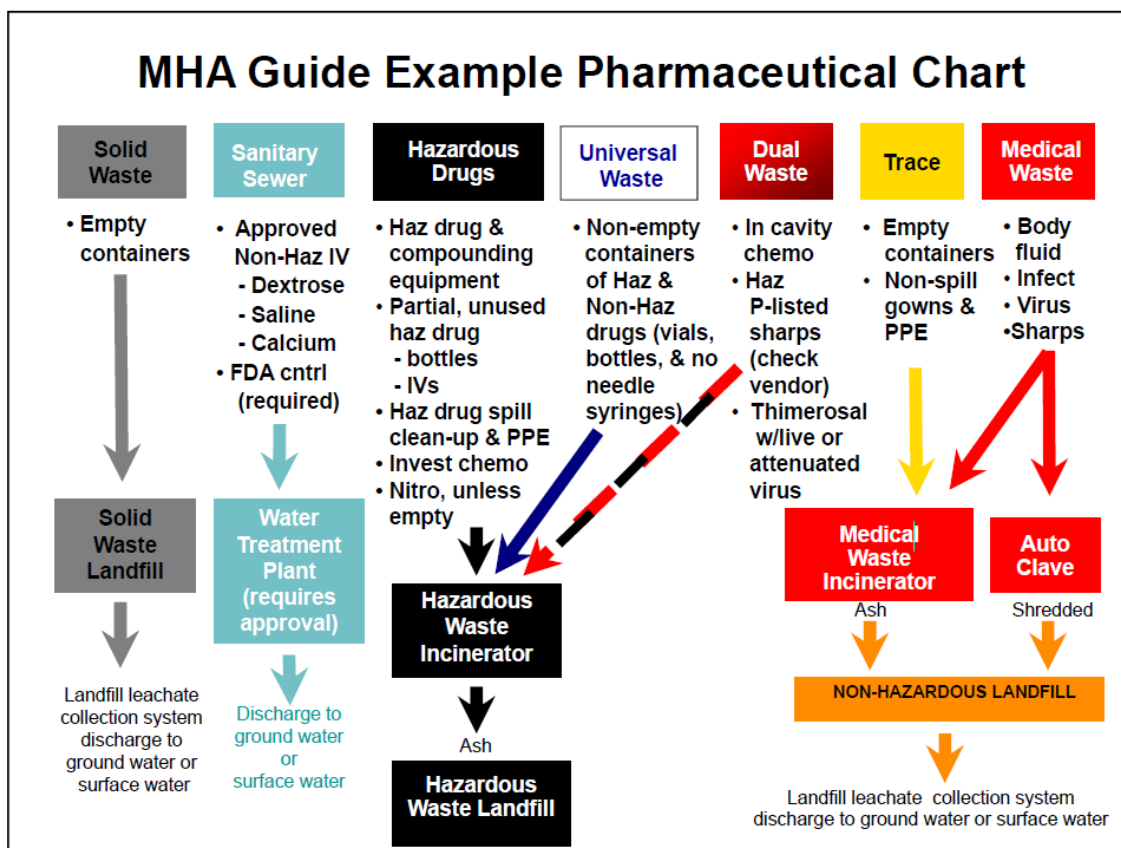 MHA Guide Example Pharmaceutical Chart
Solid
Waste
• Empty
containers
Solid
Waste
Landfill
Landfill leachate
collection system
discharge to
ground water or
surface water
Sanitary
Sewer
• Approved
Non-Haz IV
- Dextrose
- Saline
- Calcium
• FDA cntrl
(required)
Water
Treatment
Plant
(requires
approval)
Discharge to
ground water
or
surface water
Hazardous
Drugs
• Haz drug &
compounding
equipment
• Partial, unused
haz drug
- bottles
- IVs
• Haz drug spill
clean-up & PPE
• Invest chemo
• Nitro, unless
empty
Hazardous
Waste
Incinerator
Ash
Hazardous
Waste Landfill
Universal
Waste
• Non-empty
containers
of Haz &
Non-Haz
drugs (vials,
bottles, & no
needle
syringes)
Dual
Waste
• In cavity
chemo
• Haz
P-listed
sharps
(check
vendor)
• Thimerosal
w/live or
attenuated
virus
Trace
• Empty
containers
• Non-spill
gowns &
PPE
Medical
Waste
• Body
fluid
• Infect
• Virus
•Sharps
Medical
Waste
Incinerator
Ash
Auto
Clave
Shredded
NON-HAZARDOUS LANDFILL
Landfill leachate collection system
discharge to ground water or surface water